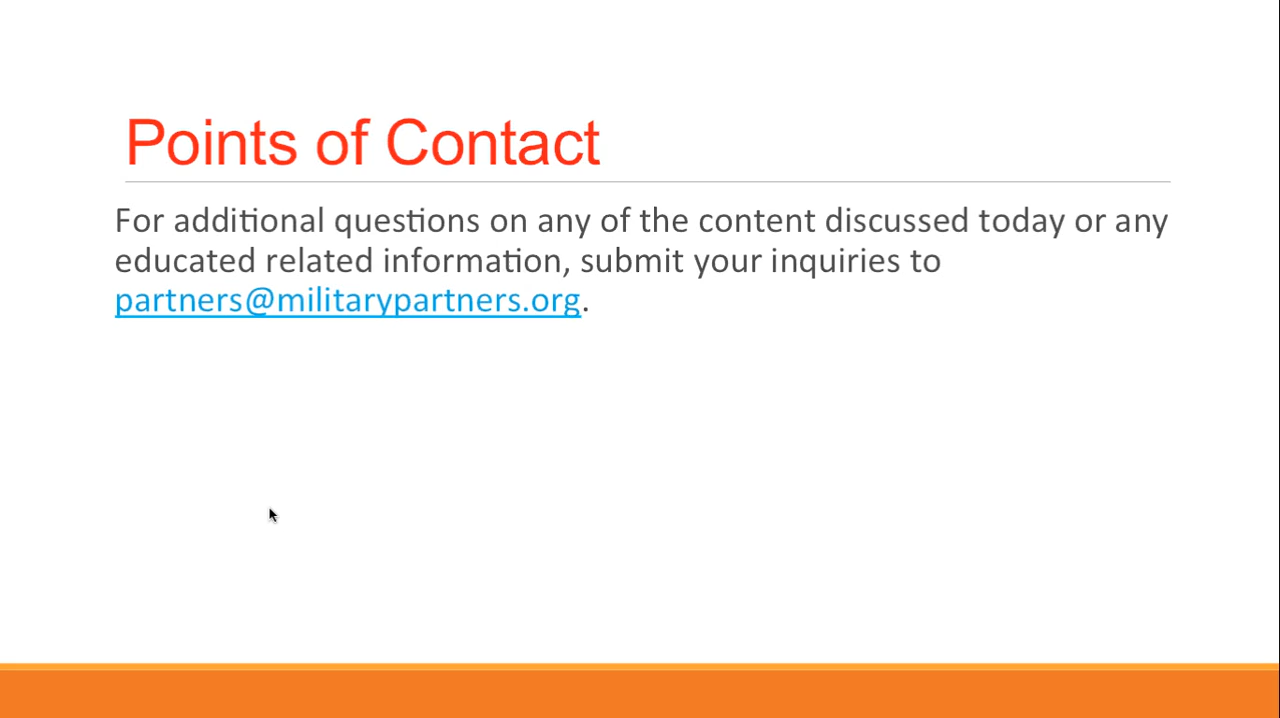 Points of Contact
For additional questions on any of the content discussed today or any
educated related information, submit your inquiries to
partners@militarypartners.org.